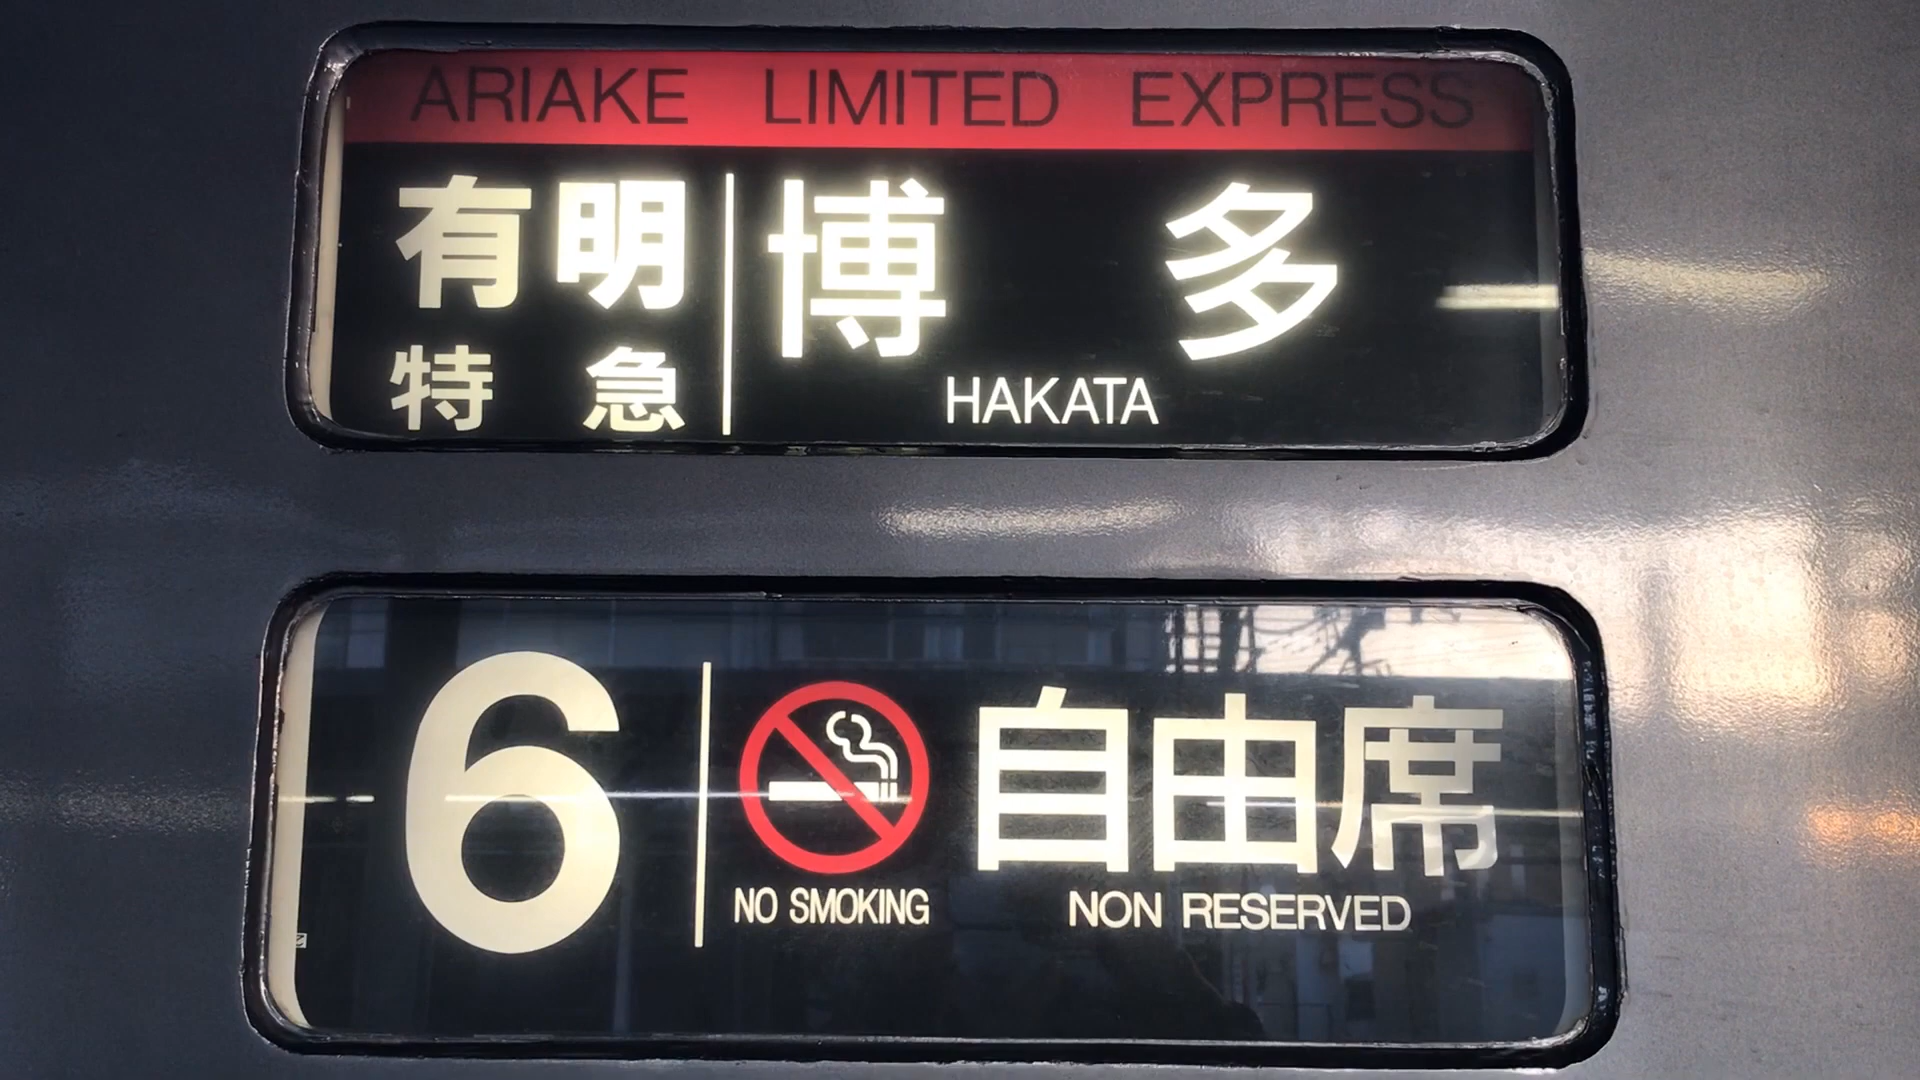 ARIAKE LIMITED EXPRESS
有明 博多
特急 HAKATA
6 自由席
NO SMOKING NON RESERVED